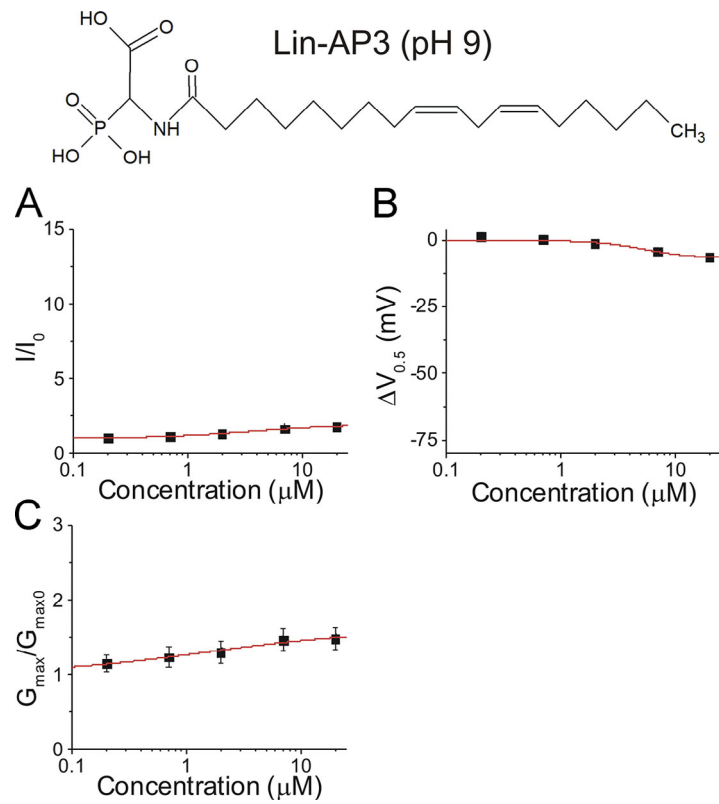 Lin-AP3 (pH 9)
HO
O
O
O
P
NH
HO
OH
CH3
A
15
10
5
0
I/I0
0.1
1
10
Concentration (μM)
B
0
-25
-50
-75
ΔV0.5 (mV)
0.1
1
10
Concentration (μM)
C
3
2
1
0
Gmax/Gmax0
0.1
1
10
Concentration (μM)